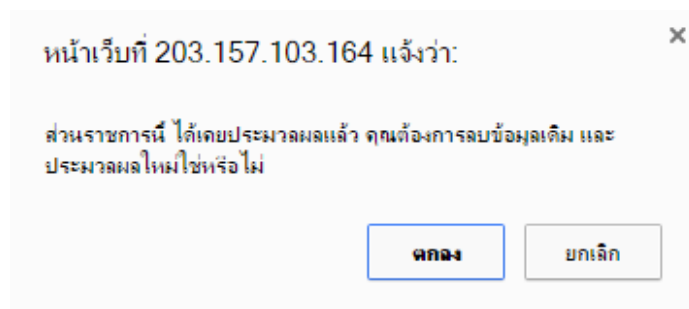 หน้าเว็บที่ 203.157.103.164 แจ้งว่า:
ส่วนราชการนี้ ได้เคยประมวลผลแล้ว คุณต้องการลบข้อมูลเดิม และ
ประมวลผลใหม่ใช่หรือไม่
ตกลง
ยกเลิก